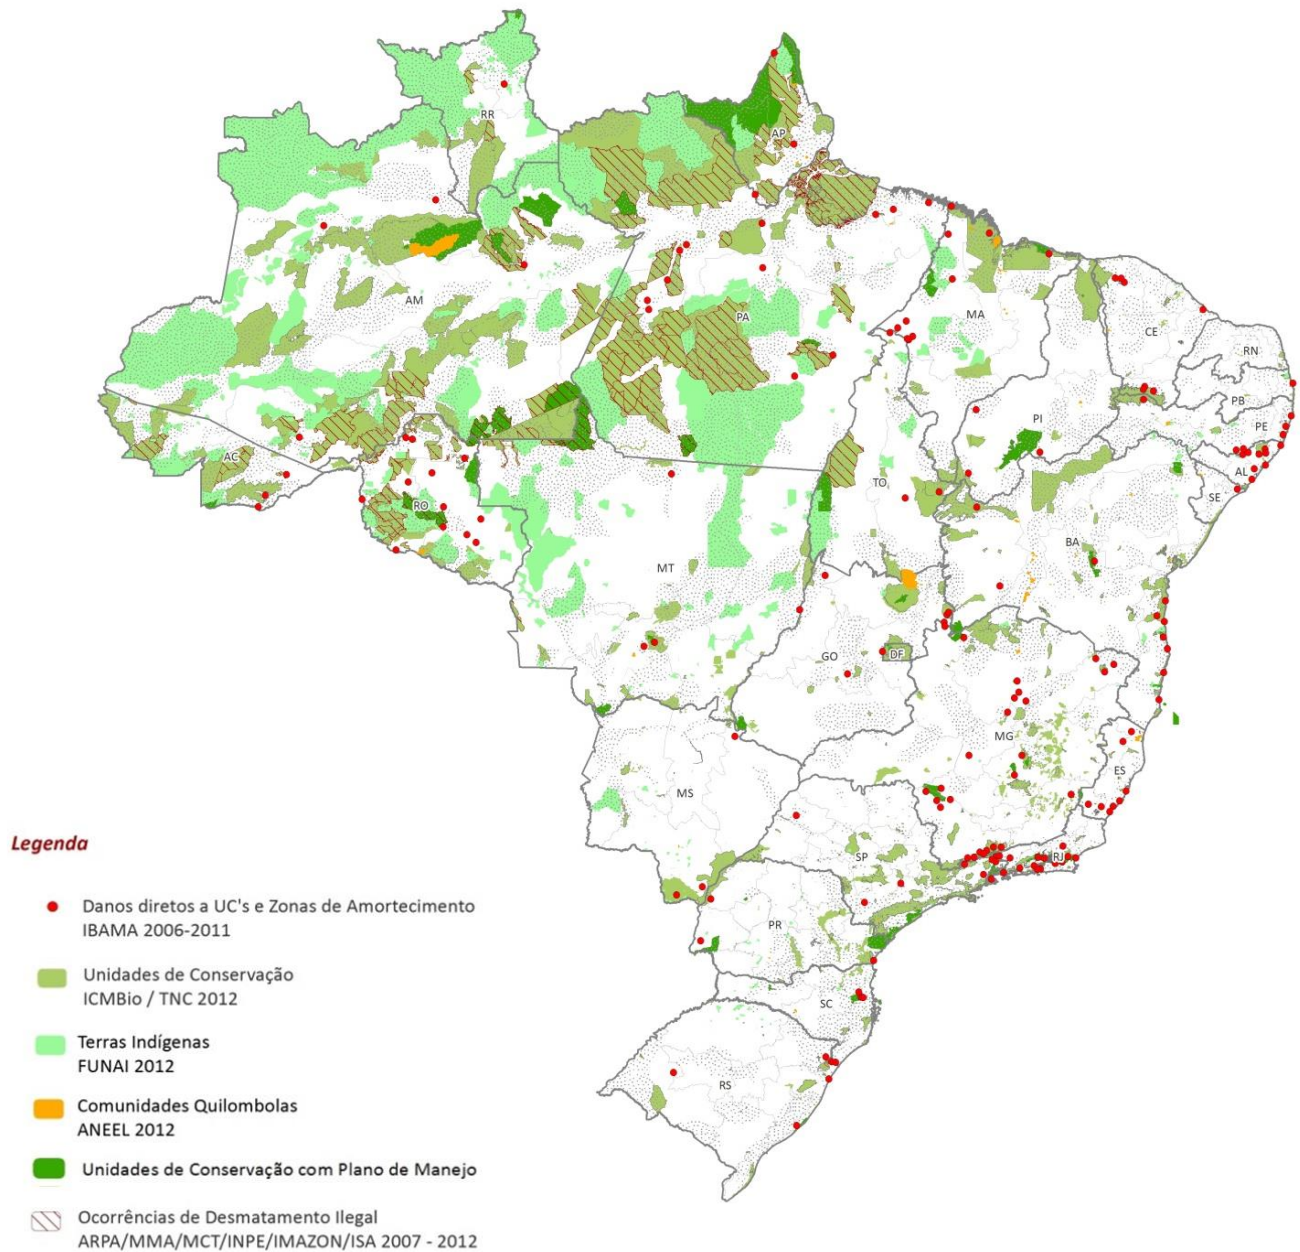 RR
AP
AM
PA
MA
CE
RN
PB
PE
AL
SE
PI
AC
RO
TO
BA
MT
GO
DF
MG
ES
MS
SP
RJ
PR
SC
RS
Legenda
Danos diretos a UC's e Zonas de Amortecimento
IBAMA 2006-2011
Unidades de Conservação
ICMBio / TNC 2012
Terras Indígenas
FUNAI 2012
Comunidades Quilombolas
ANEEL 2012
Unidades de Conservação com Plano de Manejo
Ocorrências de Desmatamento Ilegal
ARPA/MMA/MCT/INPE/IMAZON/ISA 2007 - 2012